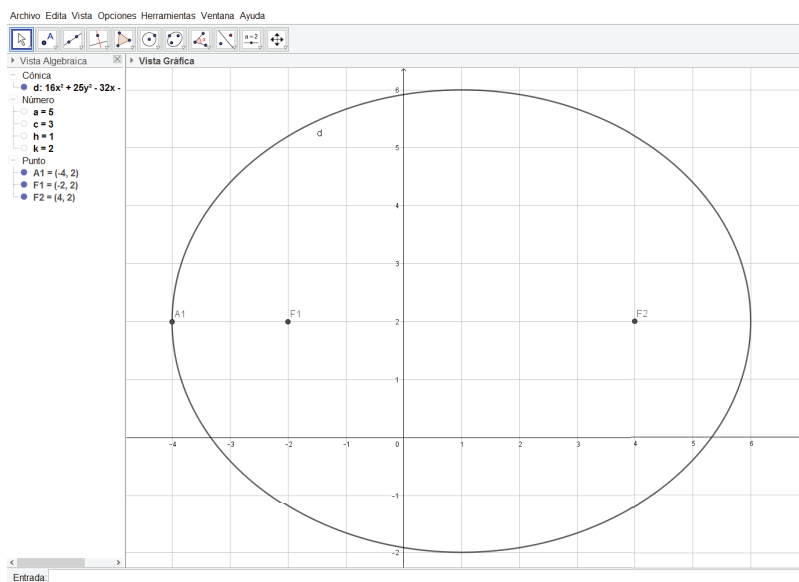 Archivo Edita Vista Opciones Herramientas Ventana Ayuda
A
a=2
Vista Algebraica
Vista Gráfica
Cónica
d: 16x² + 25y² - 32x -
Número
a = 5
c = 3
h = 1
k = 2
Punto
A1 = (-4, 2)
F1 = (-2, 2)
F2 = (4, 2)
6
d
5
4
3
A1
F1
F2
2
1
-4 -3 -2 -1 0 1 2 3 4 5 6
-1
-2
Entrada: